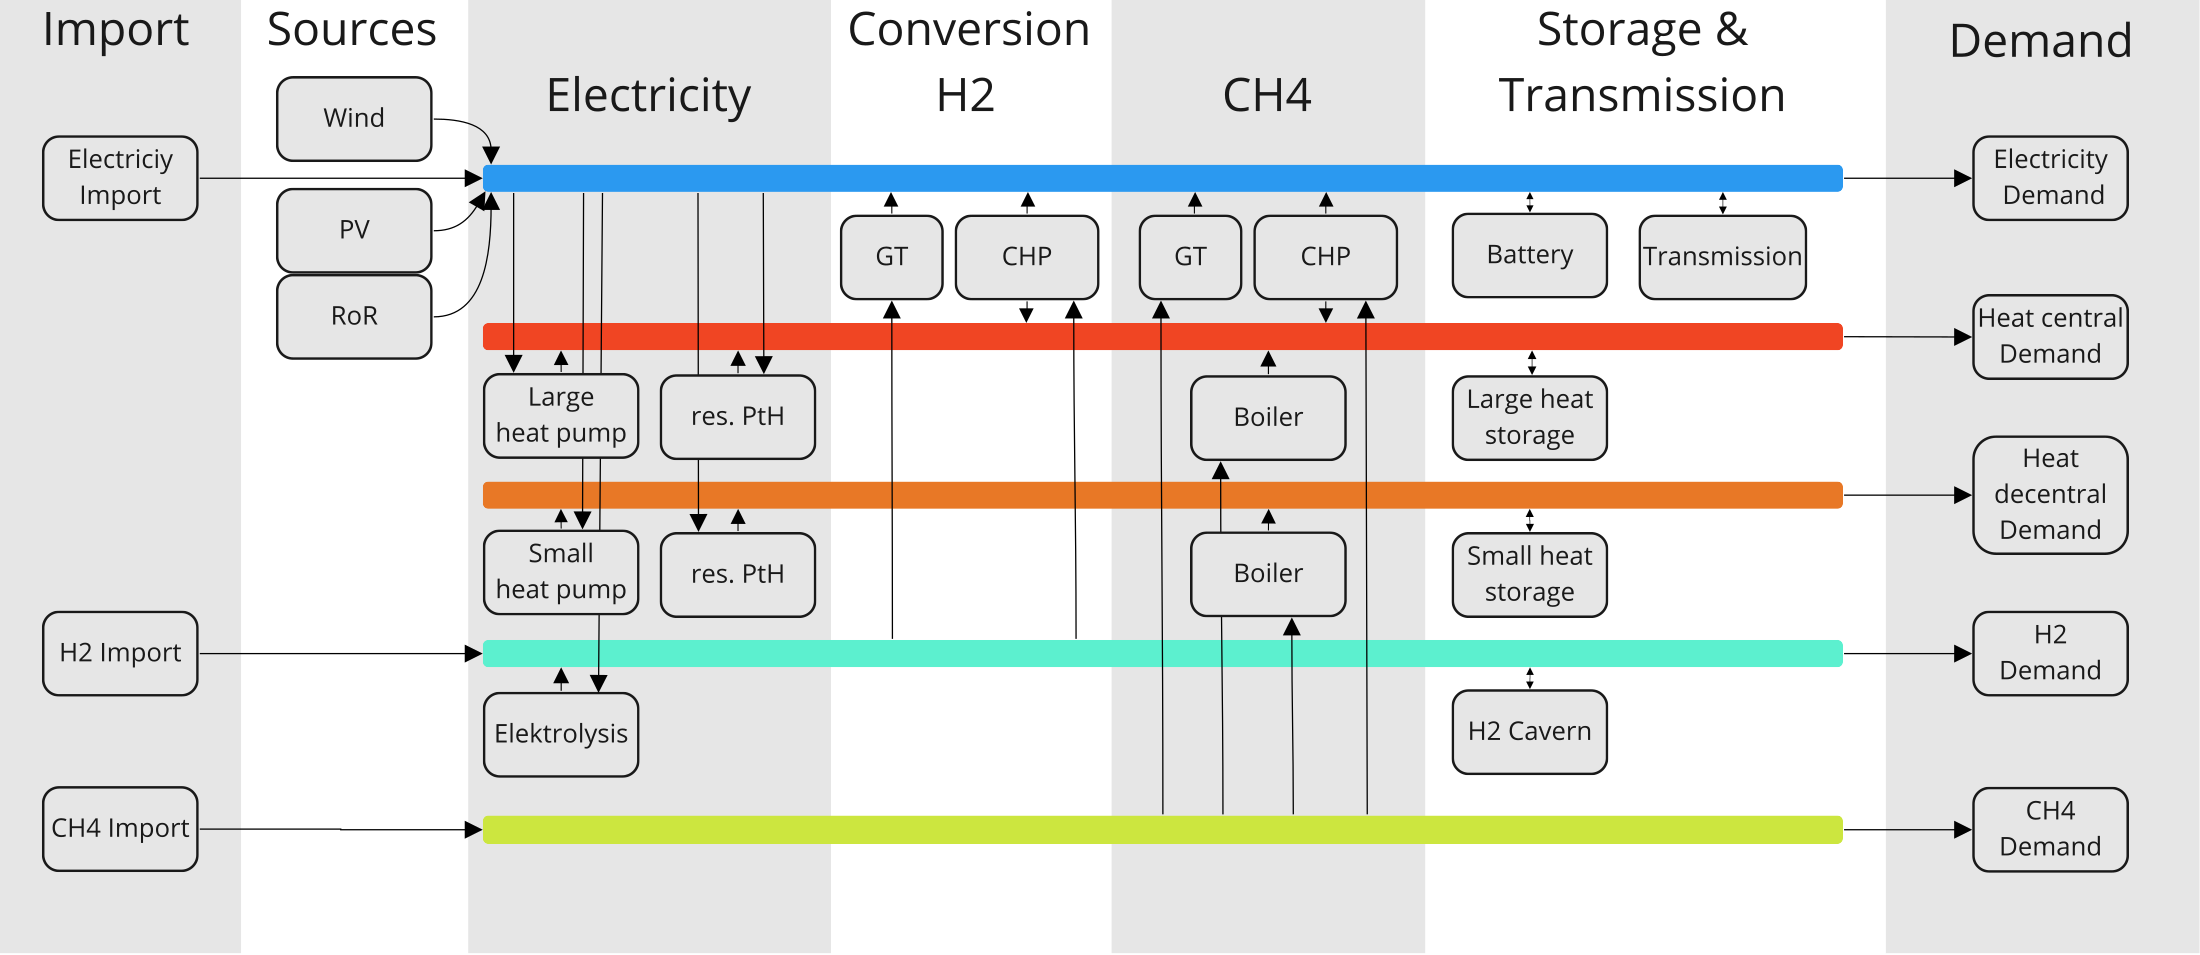 Import
Sources
Conversion
Storage &
Demand
Electricity
H2
CH4
Transmission
Wind
Electriciy
Import
PV
RoR
GT
CHP
GT
CHP
Battery
Transmission
Electricity
Demand
Heat central
Demand
Large
heat pump
res. PtH
Boiler
Large heat
storage
Heat
decentral
Demand
Small
heat pump
res. PtH
Boiler
Small heat
storage
H2 Import
H2
Demand
Elektrolysis
H2 Cavern
CH4 Import
CH4
Demand